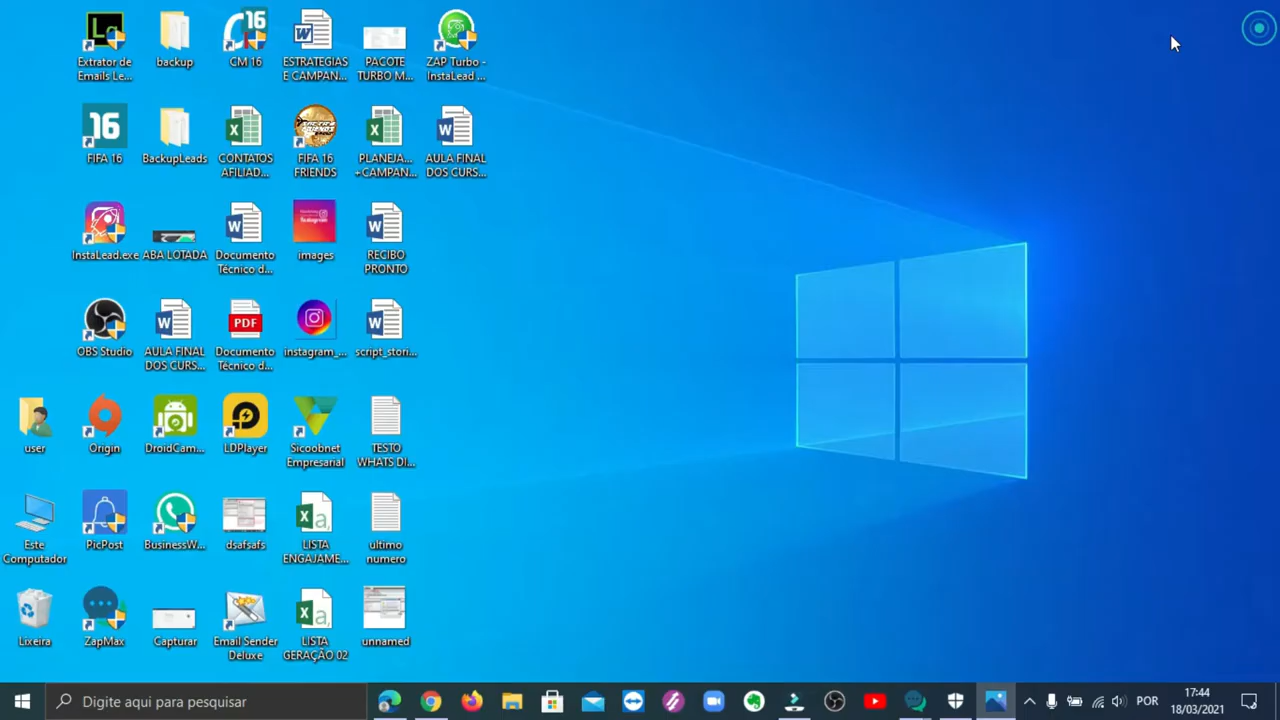 Extrator de
Emails Le...
backup
CM 16
ESTRATEGIAS
E CAMPAN...
PACOTE
TURBO M...
ZAP Turbo -
InstaLead ...
16
FIFA 16
BackupLeads
CONTATOS
AFILIAD...
FIFA 16
FRIENDS
PLANEJA...
+CAMPAN...
AULA FINAL
DOS CURS...
InstaLead.exe
ABA LOTADA
Documento
Técnico d...
images
RECIBO
PRONTO
OBS Studio
AULA FINAL
DOS CURS...
PDF
Documento
Técnico d...
instagram_...
script_stori...
user
Origin
DroidCam...
LDPlayer
Sicoobnet
Empresarial
TESTO
WHATS DI...
Este
Computador
PicPost
BusinessW...
dsafsafs
LISTA
ENGAJAME...
ultimo
numero
Lixeira
ZapMax
Capturar
Email Sender
Deluxe
LISTA
GERAÇÃO 02
unnamed
Digite aqui para pesquisar
POR
17:44
18/03/2021